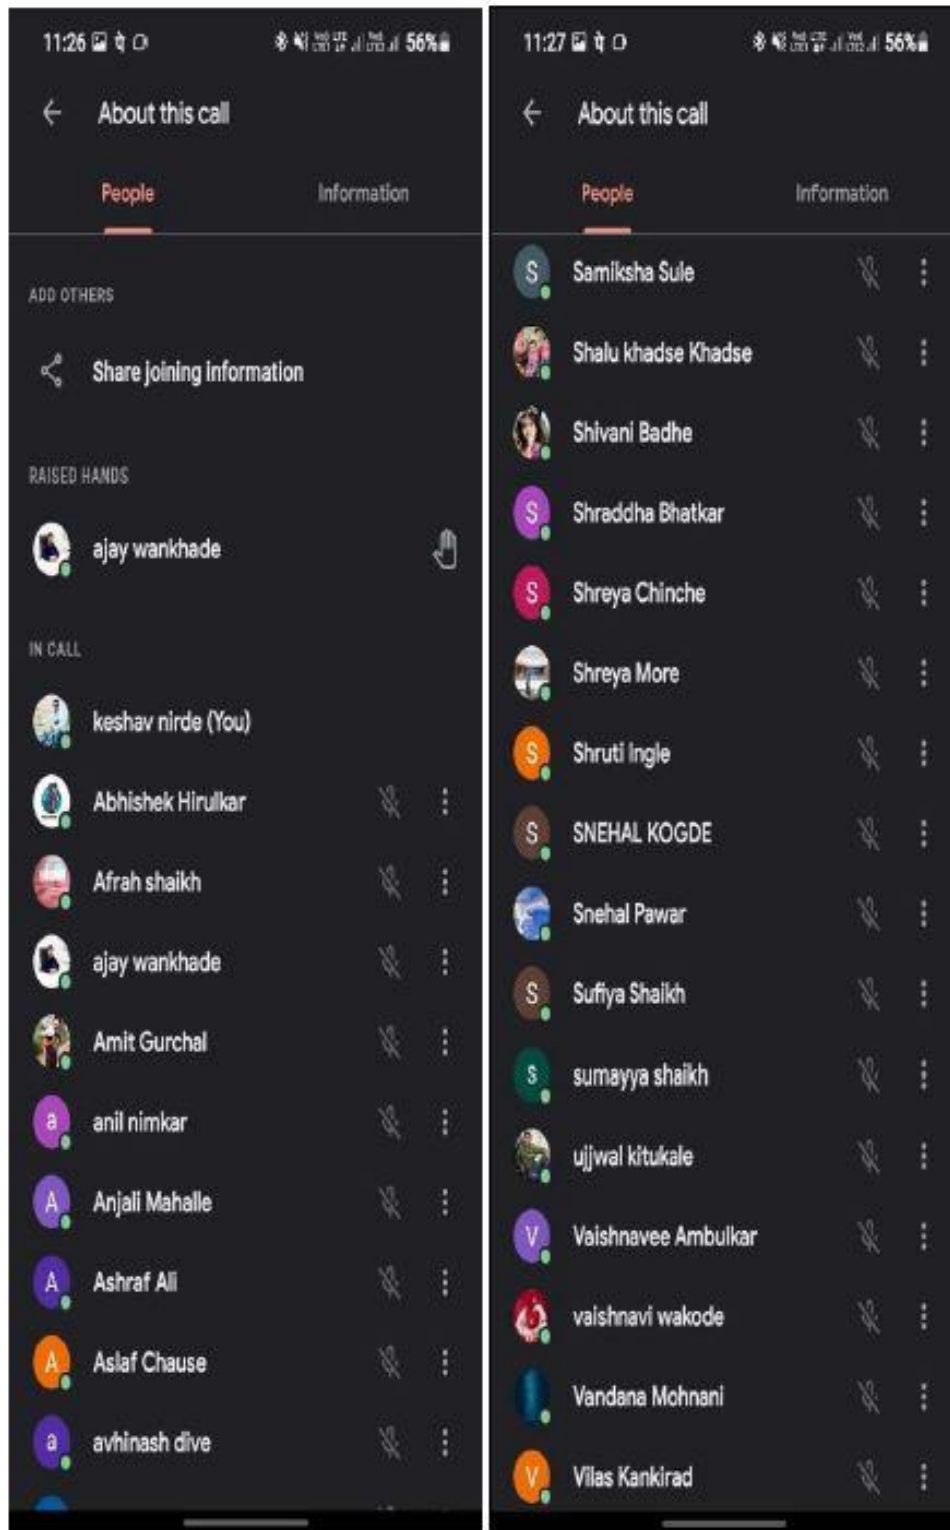 11:26 56%
About this call
People Information
ADD OTHERS
Share joining information
RAISED HANDS
ajay wankhade
IN CALL
keshav nirde (You)
Abhishek Hirulkar
Afrah shaikh
ajay wankhade
Amit Gurchal
a anil nimkar
A Anjali Mahalle
A Ashraf Ali
A Aslaf Chause
a avhinash dive
11:27 56%
About this call
People Information
S Samiksha Sule
Shalu khadse Khadse
Shivani Badhe
S Shraddha Bhatkar
S Shreya Chinche
Shreya More
S Shruti Ingle
S SNEHAL KOGDE
Snehal Pawar
S Sufiya Shaikh
s sumayya shaikh
ujjwal kitukale
V Vaishnavee Ambulkar
vaishnavi wakode
Vandana Mohnani
V Vilas Kankirad